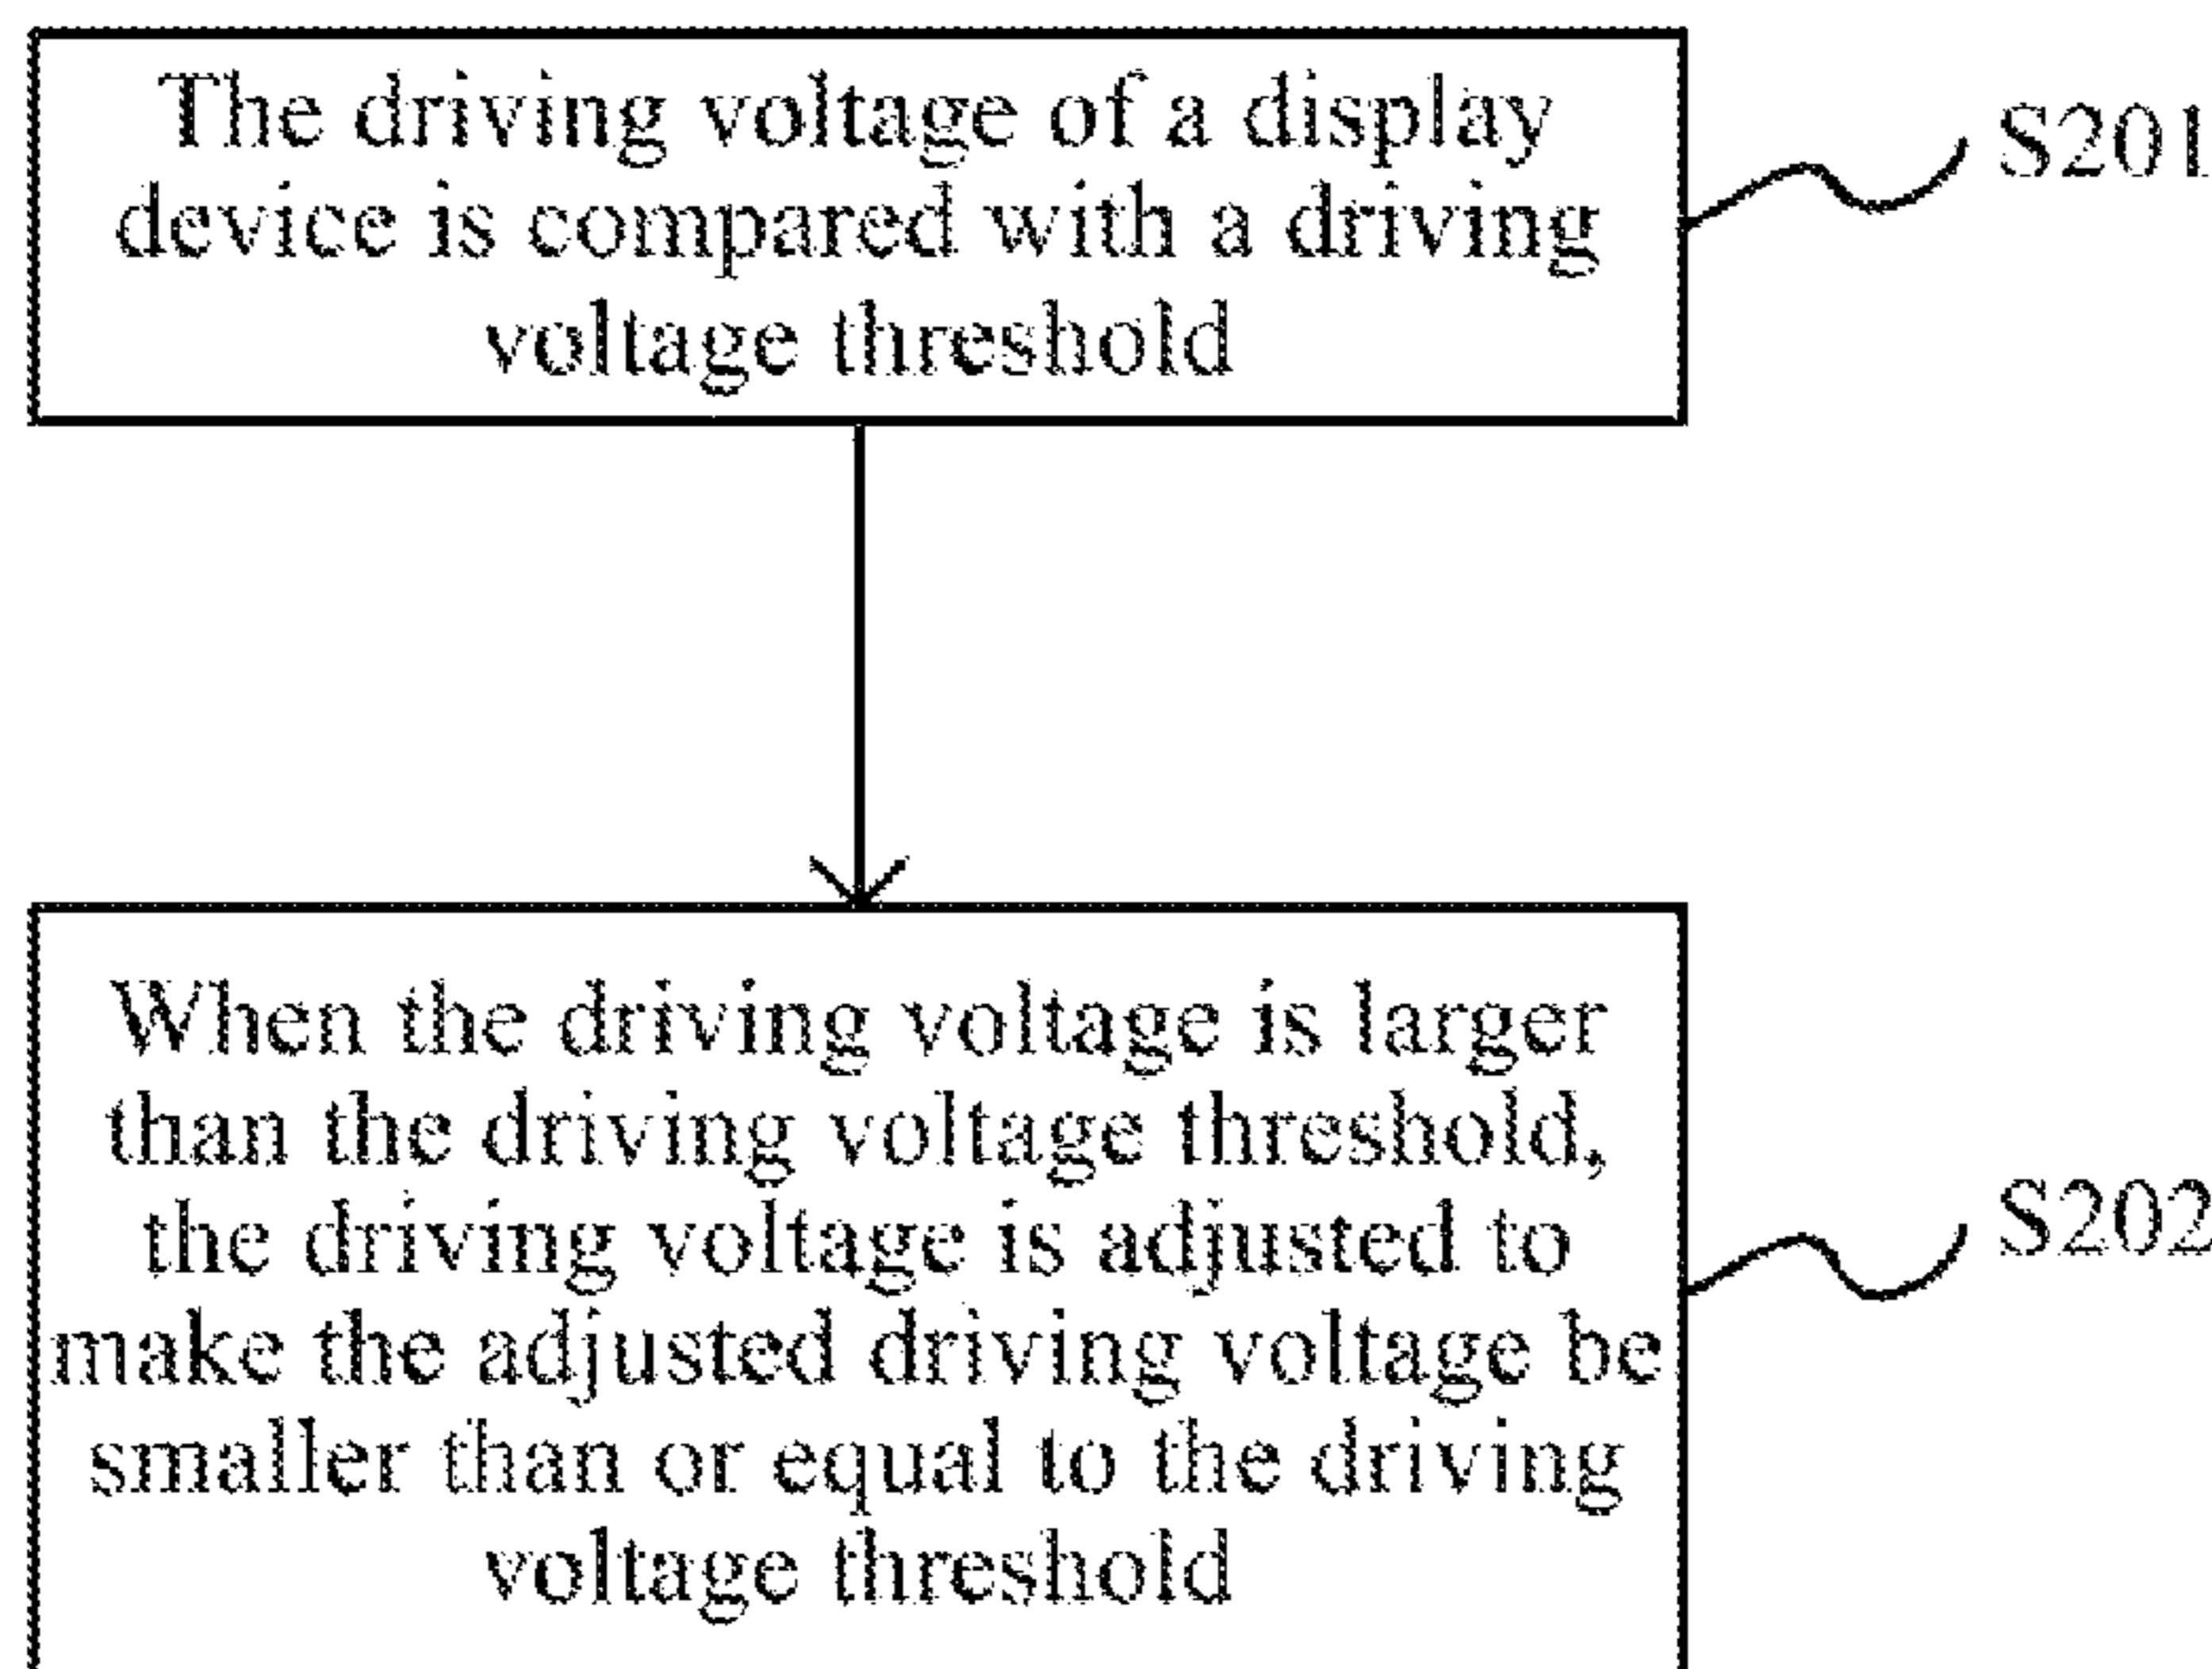 The driving voltage of a display
device is compared with a driving
voltage threshold
S201
When the driving voltage is larger
than the driving voltage threshold,
the driving voltage is adjusted to
make the adjusted driving voltage be
smaller than or equal to the driving
voltage threshold
S202